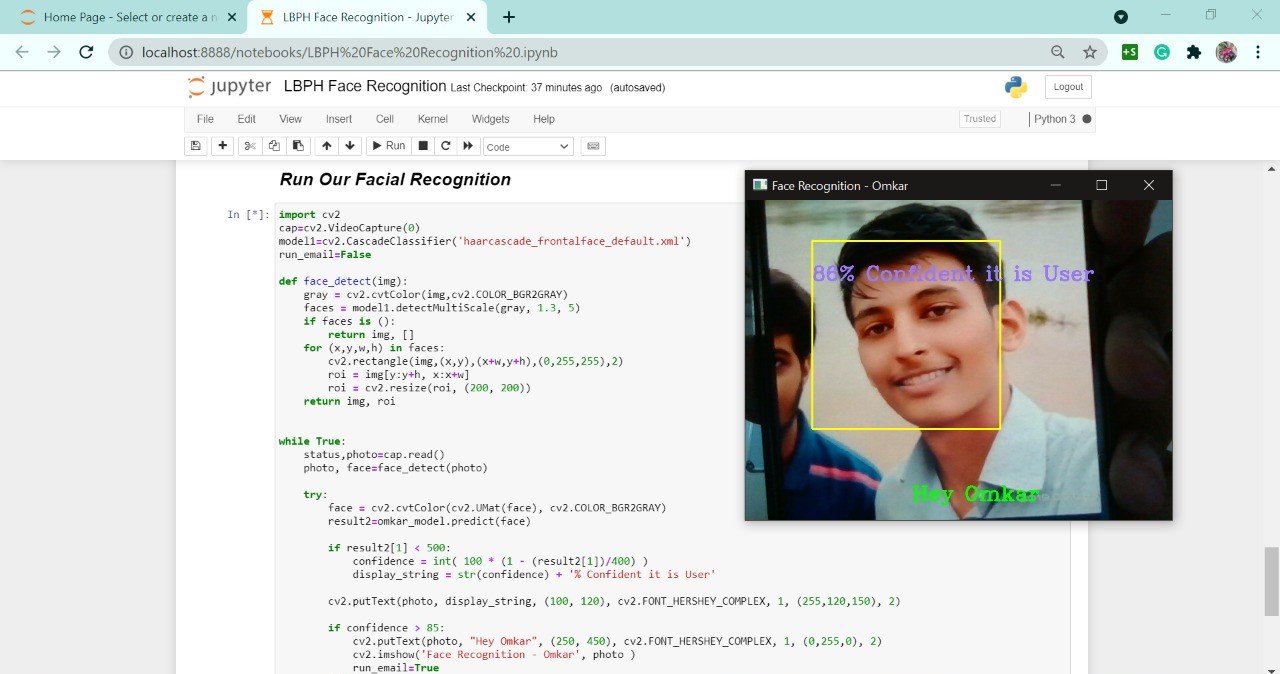 Home Page - Select or create a n
LBPH Face Recognition - Jupyter
localhost:8888/notebooks/LBPH%20Face%20Recognition%20.ipynb
jupyter LBPH Face Recognition Last Checkpoint: 37 minutes ago (autosaved)
Logout
File Edit View Insert Cell Kernel Widgets Help
Trusted
Python 3
Run
Code
Run Our Facial Recognition
In [*]:
import cv2
cap=cv2.VideoCapture(0)
model1=cv2.CascadeClassifier('haarcascade_frontalface_default.xml')
run_email=False
def face_detect(img):
gray = cv2.cvtColor(img,cv2.COLOR_BGR2GRAY)
faces = model1.detectMultiScale(gray, 1.3, 5)
if faces is ():
return img, []
for (x,y,w,h) in faces:
cv2.rectangle(img,(x,y),(x+w,y+h),(0,255,255),2)
roi = img[y:y+h, x:x+w]
roi = cv2.resize(roi, (200, 200))
return img, roi
while True:
status,photo=cap.read()
photo, face=face_detect(photo)
try:
face = cv2.cvtColor(cv2.UMat(face), cv2.COLOR_BGR2GRAY)
result2=omkar_model.predict(face)
if result2[1] < 500:
confidence = int( 100 * (1 - (result2[1])/400) )
display_string = str(confidence) + '% Confident it is User'
cv2.putText(photo, display_string, (100, 120), cv2.FONT_HERSHEY_COMPLEX, 1, (255,120,150), 2)
if confidence > 85:
cv2.putText(photo, "Hey Omkar", (250, 450), cv2.FONT_HERSHEY_COMPLEX, 1, (0,255,0), 2)
cv2.imshow('Face Recognition - Omkar', photo )
run_email=True
Face Recognition - Omkar
86% Confident it is User
Hey Omkar